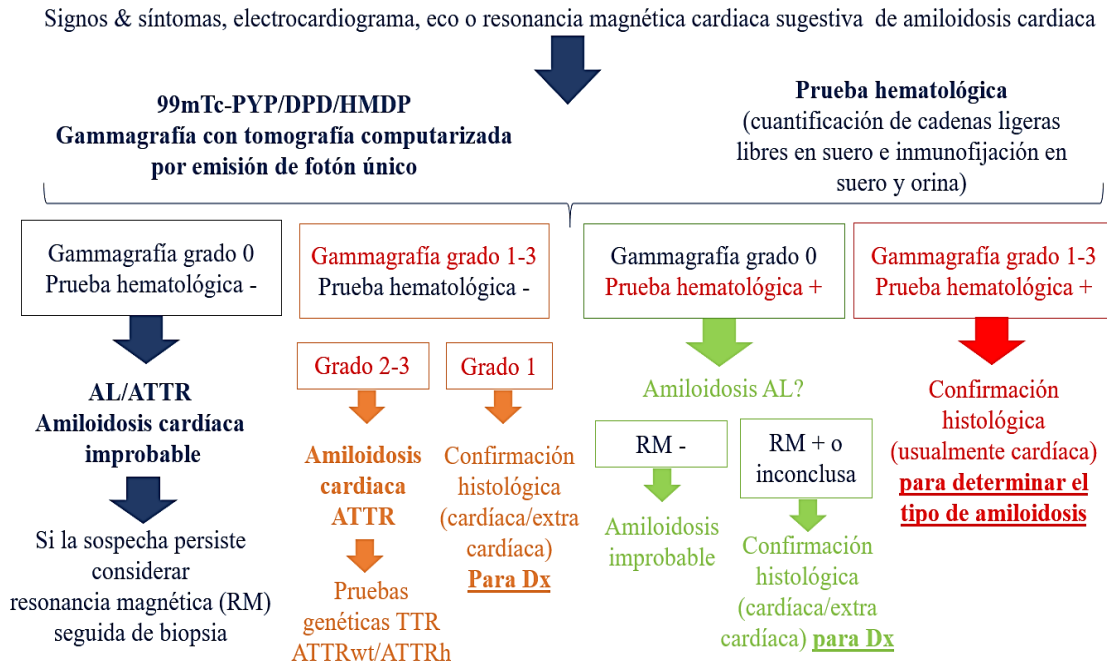 Signos & síntomas, electrocardiograma, eco o resonancia magnética cardiaca sugestiva de amiloidosis cardiaca
99mTc-PYP/DPD/HMDP
Gammagrafía con tomografía computarizada
por emisión de fotón único
Prueba hematológica
(cuantificación de cadenas ligeras
libres en suero e inmunofijación en
suero y orina)
Gammagrafía grado 0
Prueba hematológica -
Gammagrafía grado 1-3
Prueba hematológica -
Gammagrafía grado 0
Prueba hematológica +
Gammagrafía grado 1-3
Prueba hematológica +
AL/ATTR
Amiloidosis cardíaca
improbable
Si la sospecha persiste
considerar
resonancia magnética (RM)
seguida de biopsia
Grado 2-3
Amiloidosis
cardiaca
ATTR
Pruebas
genéticas TTR
ATTRwt/ATTRh
Grado 1
Confirmación
histológica
(cardíaca/extra
cardíaca)
Para Dx
Amiloidosis AL?
RM -
Amiloidosis
improbable
RM + o
inconclusa
Confirmación
histológica
(cardíaca/extra
cardíaca) para Dx
Confirmación
histológica
(usualmente cardíaca)
para determinar el
tipo de amiloidosis